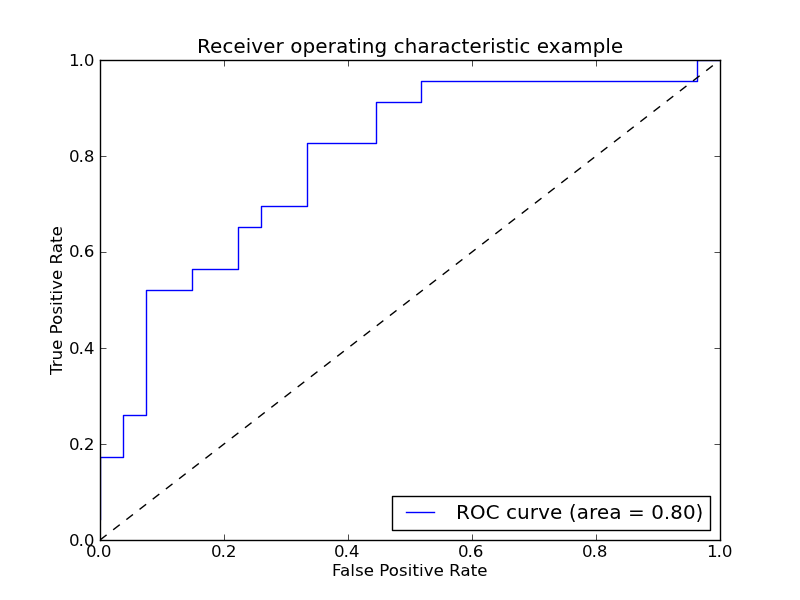 Receiver operating characteristic example
1.0
0.8
0.6
0.4
0.2
0.0
True Positive Rate
ROC curve (area = 0.80)
0.0 0.2 0.4 0.6 0.8 1.0
False Positive Rate